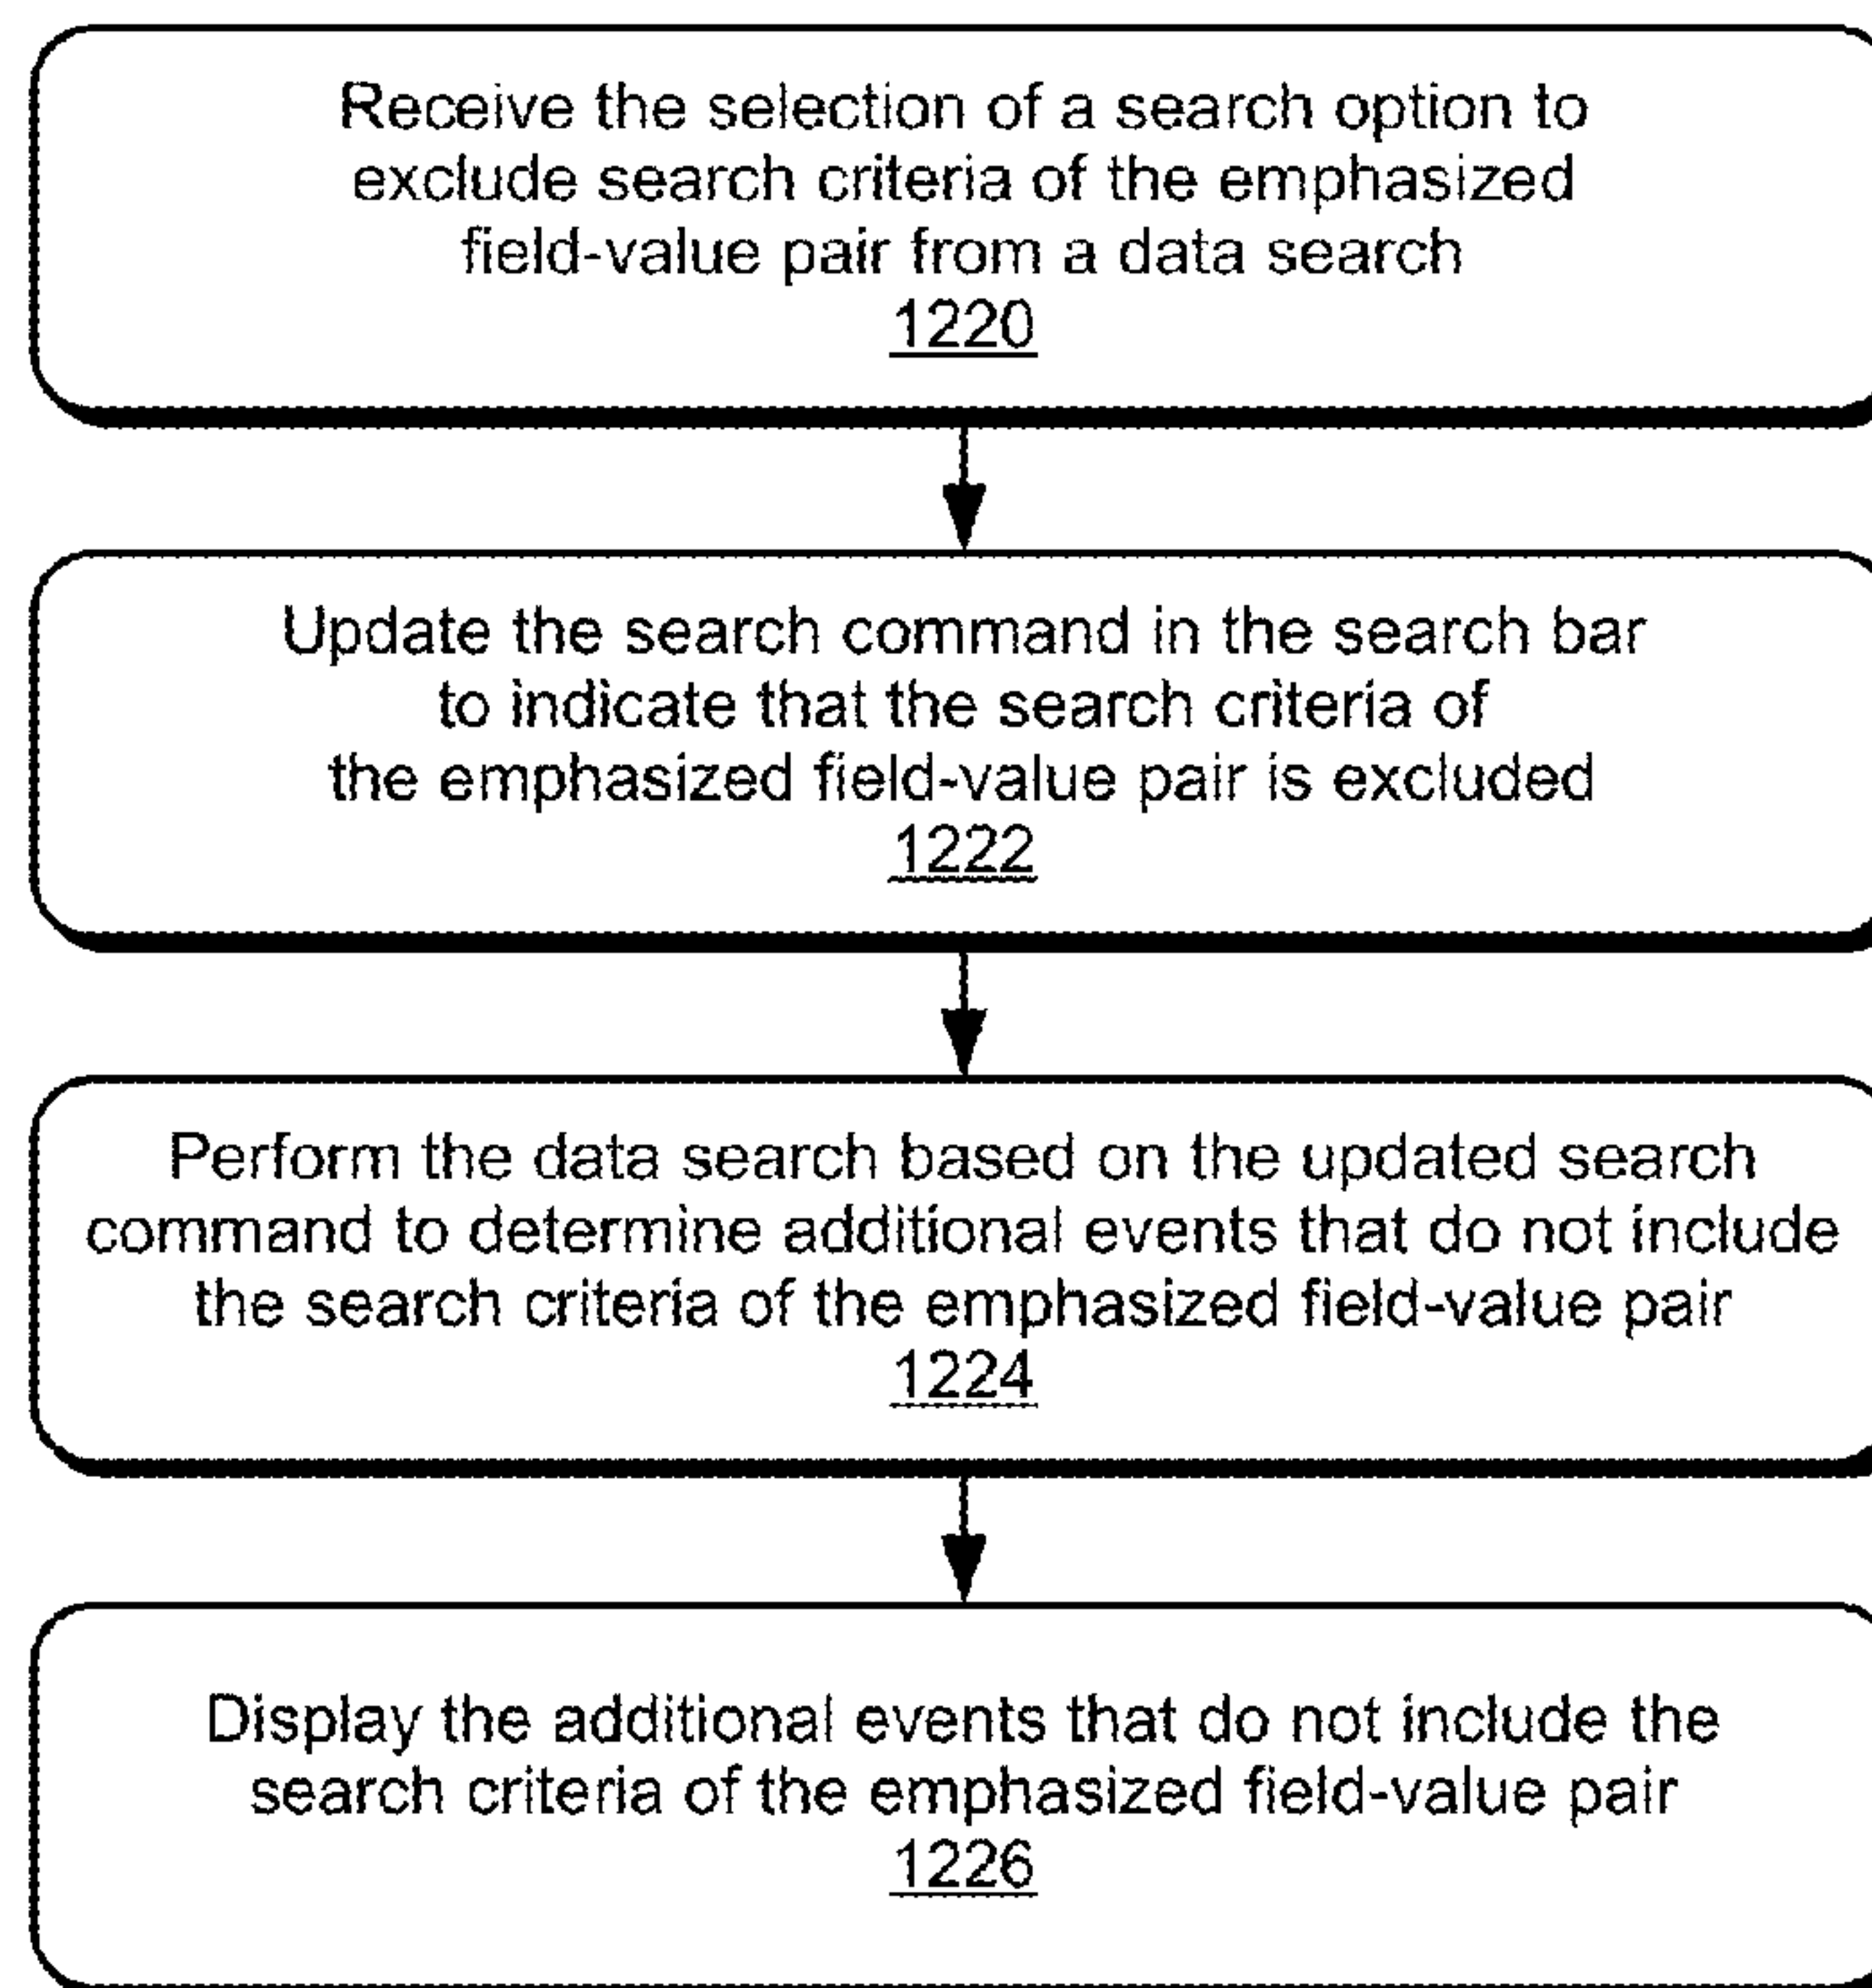 Receive the selection of a search option to
exclude search criteria of the emphasized
field-value pair from a data search
1220
Update the search command in the search bar
to indicate that the search criteria of
the emphasized field-value pair is excluded
1222
Perform the data search based on the updated search
command to determine additional events that do not include
the search criteria of the emphasized field-value pair
1224
Display the additional events that do not include the
search criteria of the emphasized field-value pair
1226